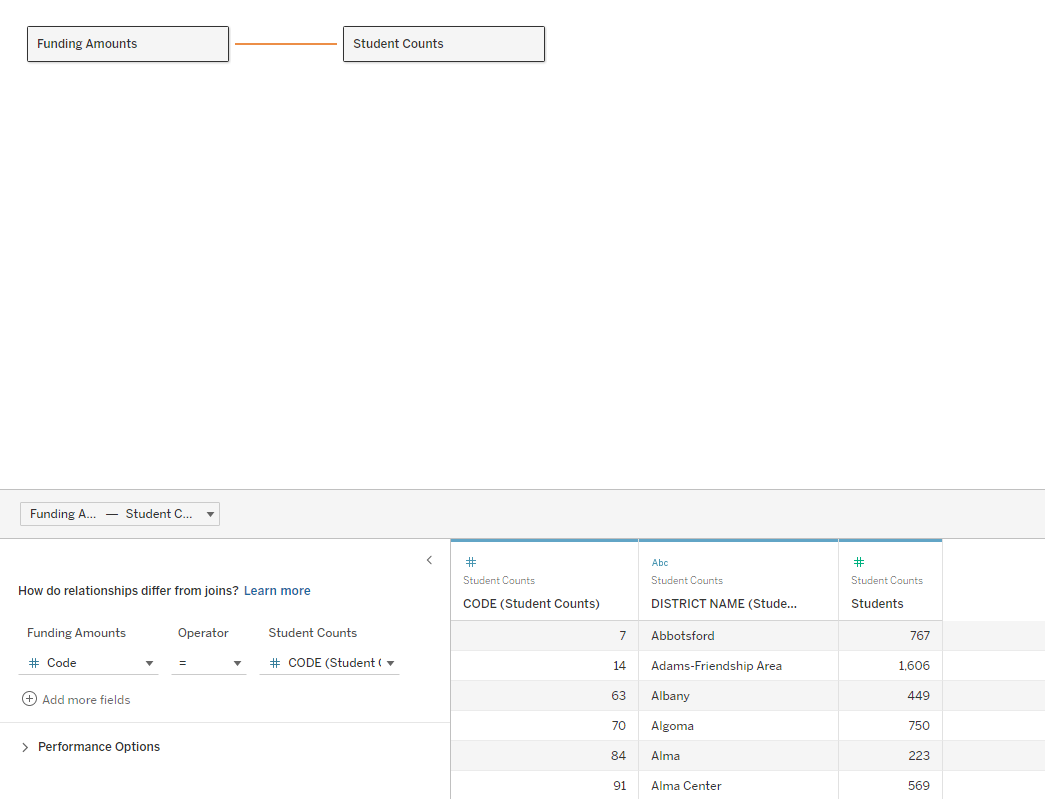 Funding Amounts
Student Counts
Funding A... — Student C...
How do relationships differ from joins? Learn more
Funding Amounts Operator Student Counts
# Code = # CODE (Student (
Add more fields
Performance Options
# Abc #
Student Counts Student Counts Student Counts
CODE (Student Counts) DISTRICT NAME (Stude... Students
7 Abbotsford 767
14 Adams-Friendship Area 1,606
63 Albany 449
70 Algoma 750
84 Alma 223
91 Alma Center 569